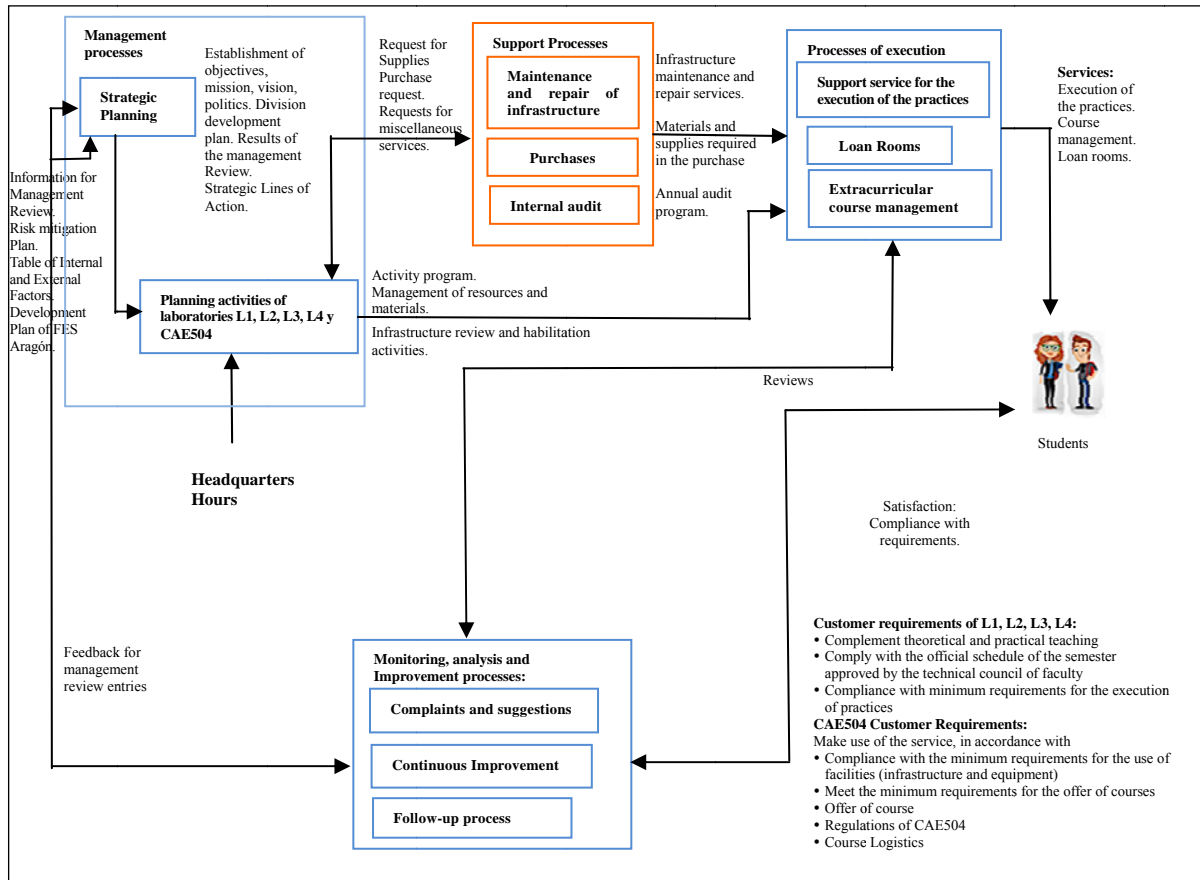 Management
processes
Strategic
Planning
Establishment of
objectives,
mission, vision,
politics. Division
development
plan. Results of
the management
Review.
Strategic Lines of
Action.
Information for
Management
Review.
Risk mitigation
Plan.
Table of Internal
and External
Factors.
Development
Plan of FES
Aragón.
Planning activities of
laboratories L1, L2, L3, L4 y
CAE504
Headquarters
Hours
Request for
Supplies
Purchase
request.
Requests for
miscellaneous
services.
Support Processes
Maintenance
and repair of
infrastructure
Purchases
Internal audit
Infrastructure
maintenance and
repair services.
Materials and
supplies required
in the purchase
Annual audit
program.
Activity program.
Management of resources and
materials.
Infrastructure review and habilitation
activities.
Processes of execution
Support service for the
execution of the practices
Loan Rooms
Extracurricular
course management
Services:
Execution of
the practices.
Course
management.
Loan rooms.
Reviews
Students
Satisfaction:
Compliance with
requirements.
Feedback for
management
review entries
Monitoring, analysis and
Improvement processes:
Complaints and suggestions
Continuous Improvement
Follow-up process
Customer requirements of L1, L2, L3, L4:
• Complement theoretical and practical teaching
• Comply with the official schedule of the semester
approved by the technical council of faculty
• Compliance with minimum requirements for the execution
of practices
CAE504 Customer Requirements:
Make use of the service, in accordance with
• Compliance with the minimum requirements for the use of
facilities (infrastructure and equipment)
• Meet the minimum requirements for the offer of courses
• Offer of course
• Regulations of CAE504
• Course Logistics